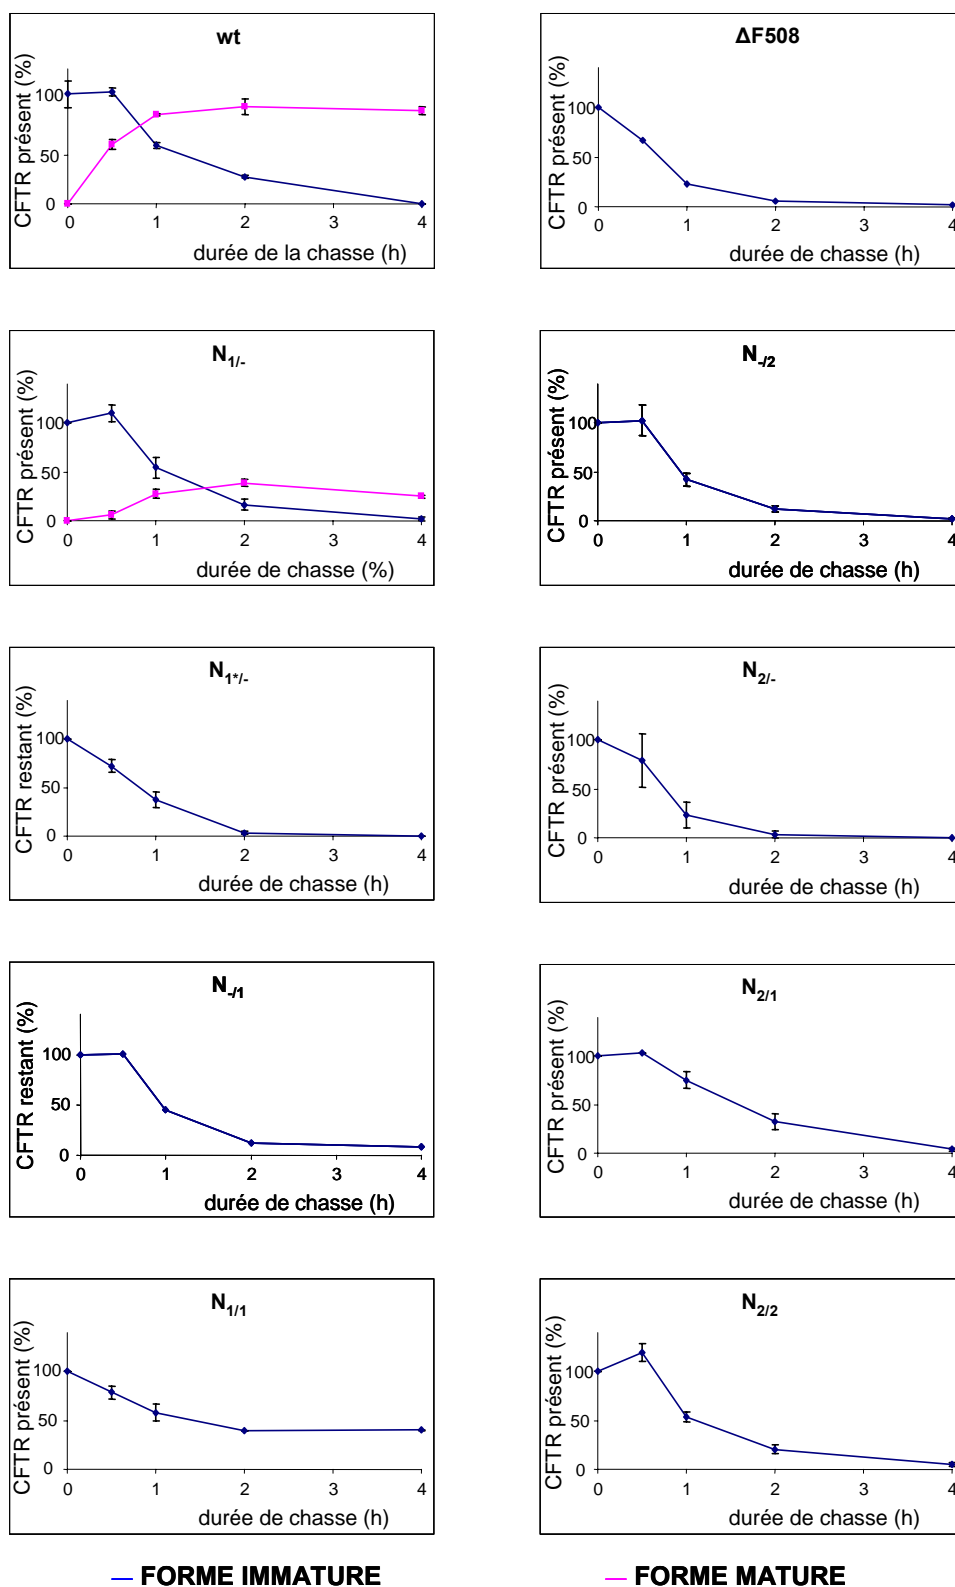 wt
CFTR présent (%)
100
50
0
0 1 2 3 4
durée de la chasse (h)
ΔF508
CFTR présent (%)
100
50
0
0 1 2 3 4
durée de chasse (h)
N1/-
CFTR présent (%)
100
50
0
0 1 2 3 4
durée de chasse (%)
N-/2
CFTR présent (%)
100
50
0
0 1 2 3 4
durée de chasse (h)
N1*/-
CFTR restant (%)
100
50
0
0 1 2 3 4
durée de chasse (h)
N2/-
CFTR présent (%)
100
50
0
0 1 2 3 4
durée de chasse (h)
N-/1
CFTR restant (%)
100
50
0
0 1 2 3 4
durée de chasse (h)
N2/1
CFTR présent (%)
100
50
0
0 1 2 3 4
durée de chasse (h)
N1/1
CFTR présent (%)
100
50
0
0 1 2 3 4
durée de chasse (h)
N2/2
CFTR présent (%)
100
50
0
0 1 2 3 4
durée de chasse (h)
FORME IMMATURE
FORME MATURE